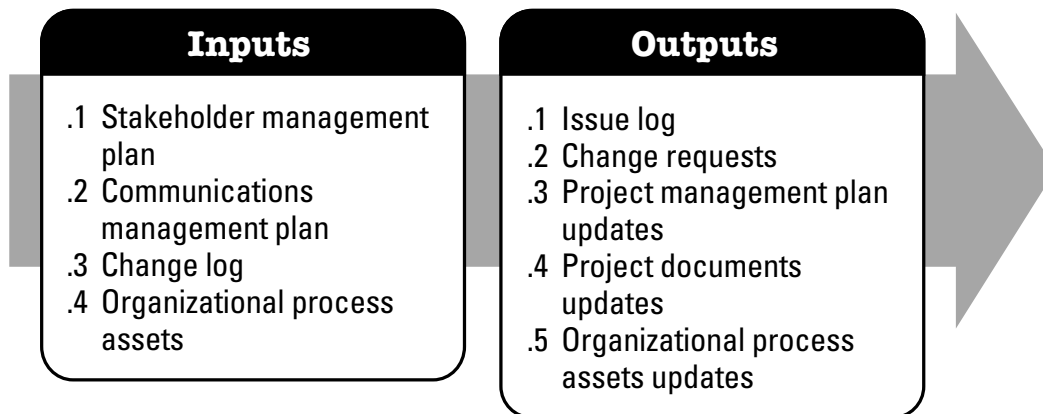 Inputs
.1 Stakeholder management
plan
.2 Communications
management plan
.3 Change log
.4 Organizational process
assets
Outputs
.1 Issue log
.2 Change requests
.3 Project management plan
updates
.4 Project documents
updates
.5 Organizational process
assets updates